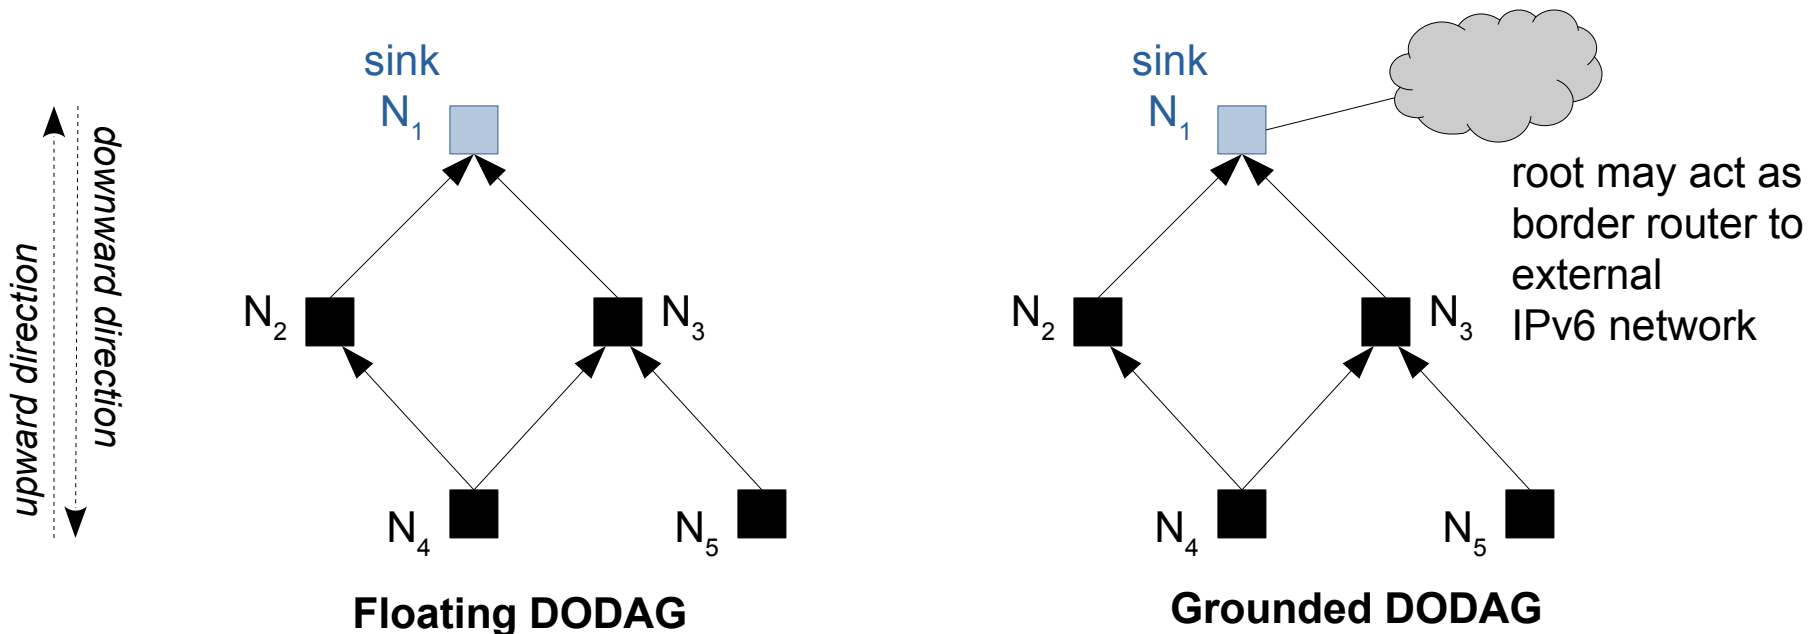 upward direction
downward direction
sink
N₁
N₂
N₃
N₄
N₅
Floating DODAG
sink
N₁
N₂
N₃
N₄
N₅
root may act as
border router to
external
IPv6 network
Grounded DODAG